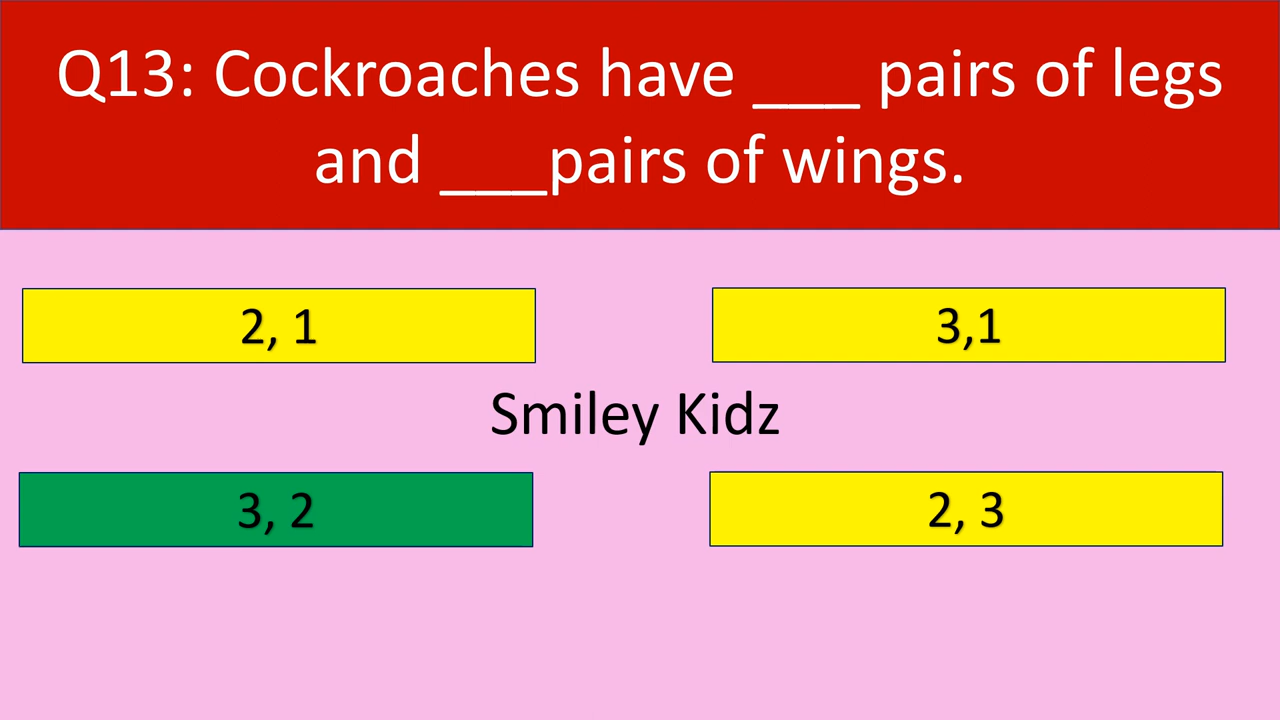 Q13: Cockroaches have ___ pairs of legs
and ___pairs of wings.
2, 1
3,1
Smiley Kidz
3, 2
2, 3